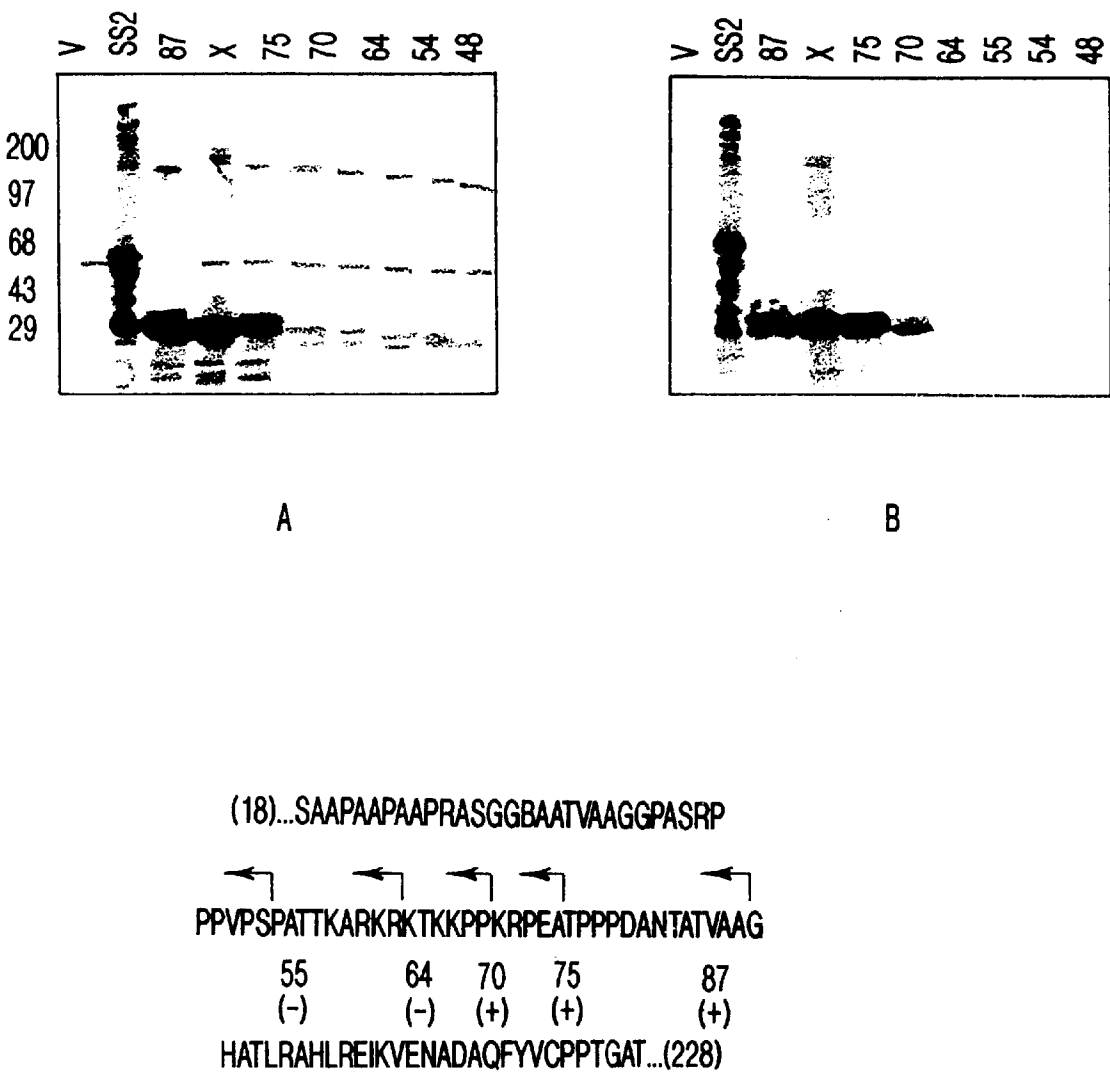 V SS2 87 X 75 70 64 54 48
V SS2 87 X 75 70 64 55 54 48
200
97
68
43
29
A
B
(18)...SAAPAAPAAPRASGGBAATVAAGGPASRP
PPVPSPATTKARKRKTKKPPKRPEATPPPDANTATVAAG
55 64 70 75 87
(-) (-) (+) (+) (+)
HATLRAHLREIKVENADAQFYVCPPTGAT...(228)